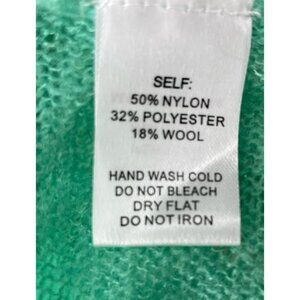 SELF:
50% NYLON
32% POLYESTER
18% WOOL
HAND WASH COLD
DO NOT BLEACH
DRY FLAT
DO NOT IRON